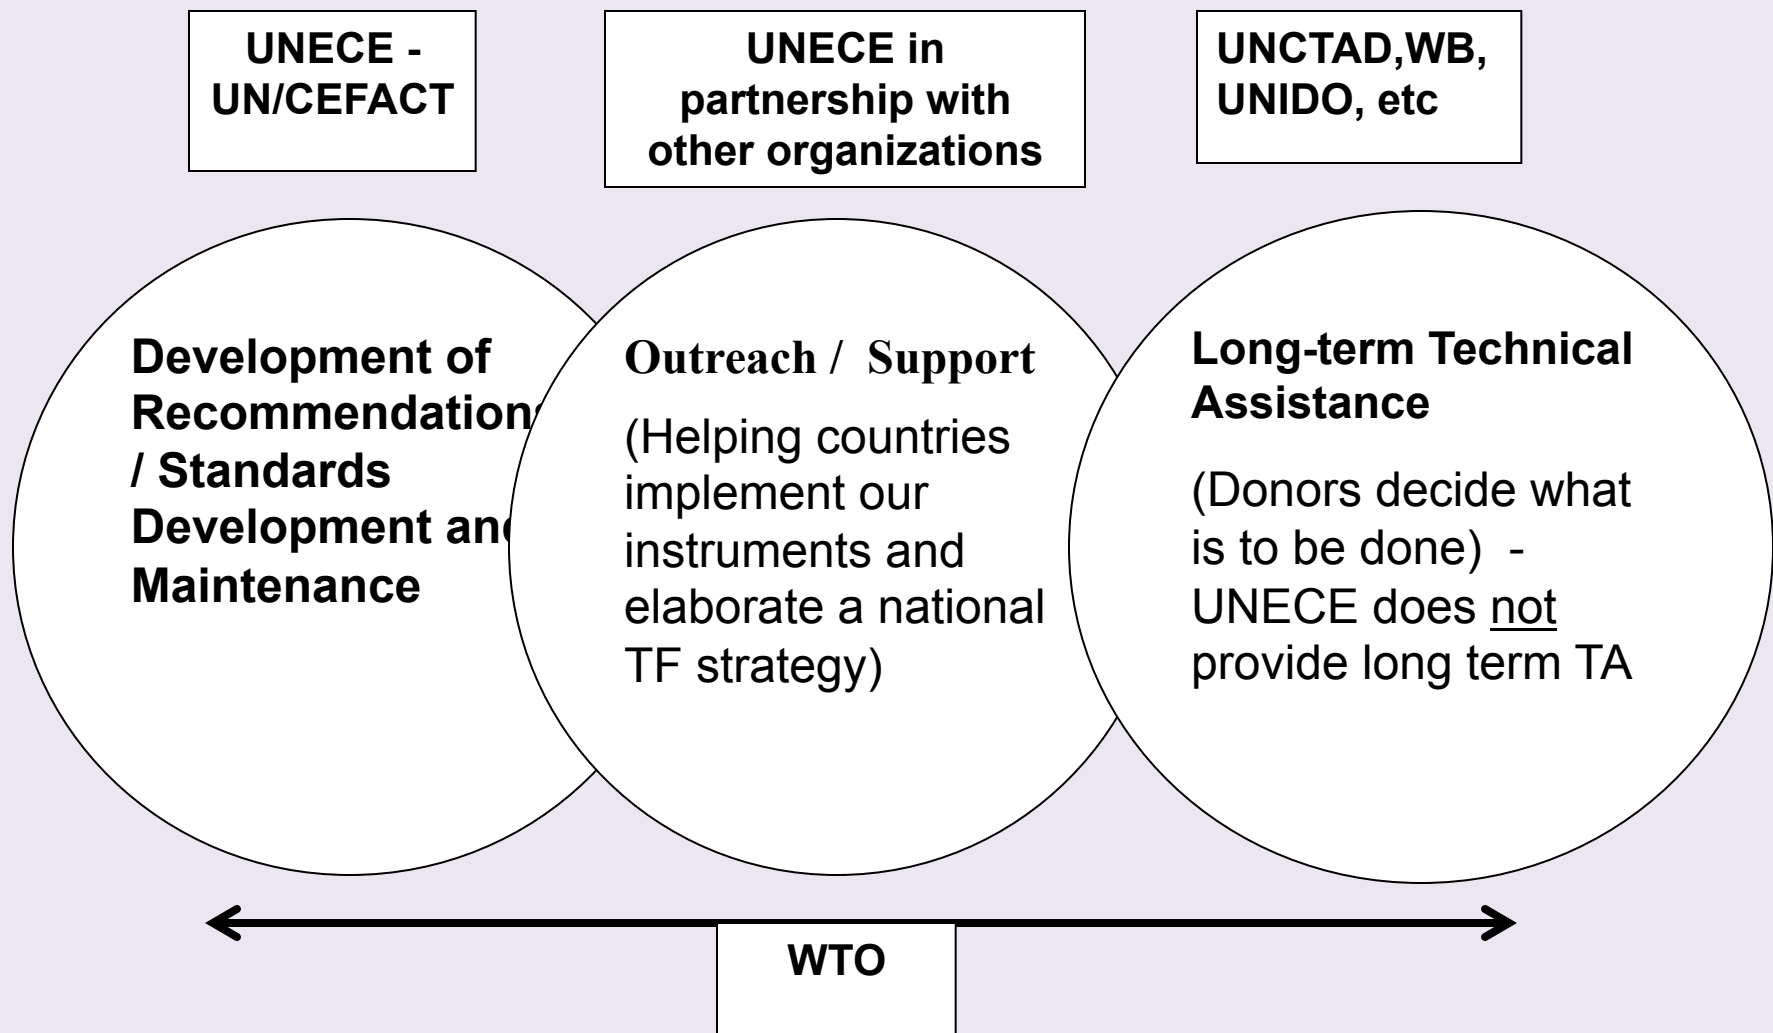 UNECE -
UN/CEFACT
UNECE in
partnership with
other organizations
UNCTAD,WB,
UNIDO, etc
Development of
Recommendations
/ Standards
Development and
Maintenance
Outreach / Support
(Helping countries
implement our
instruments and
elaborate a national
TF strategy)
Long-term Technical
Assistance
(Donors decide what
is to be done) -
UNECE does not
provide long term TA
WTO